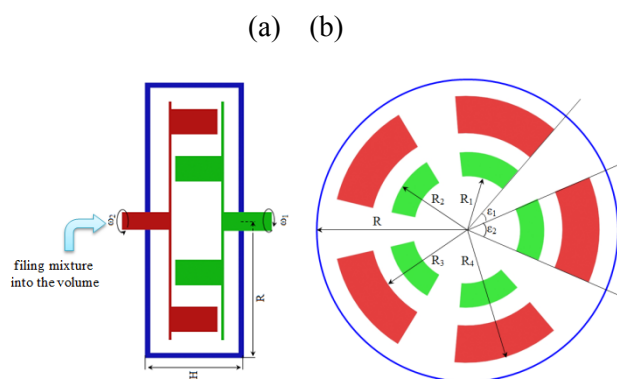 (a) (b)
ω2
ω1
filing mixture
into the volume
R
H
R
R2
R1
R3
R4
ε1
ε2